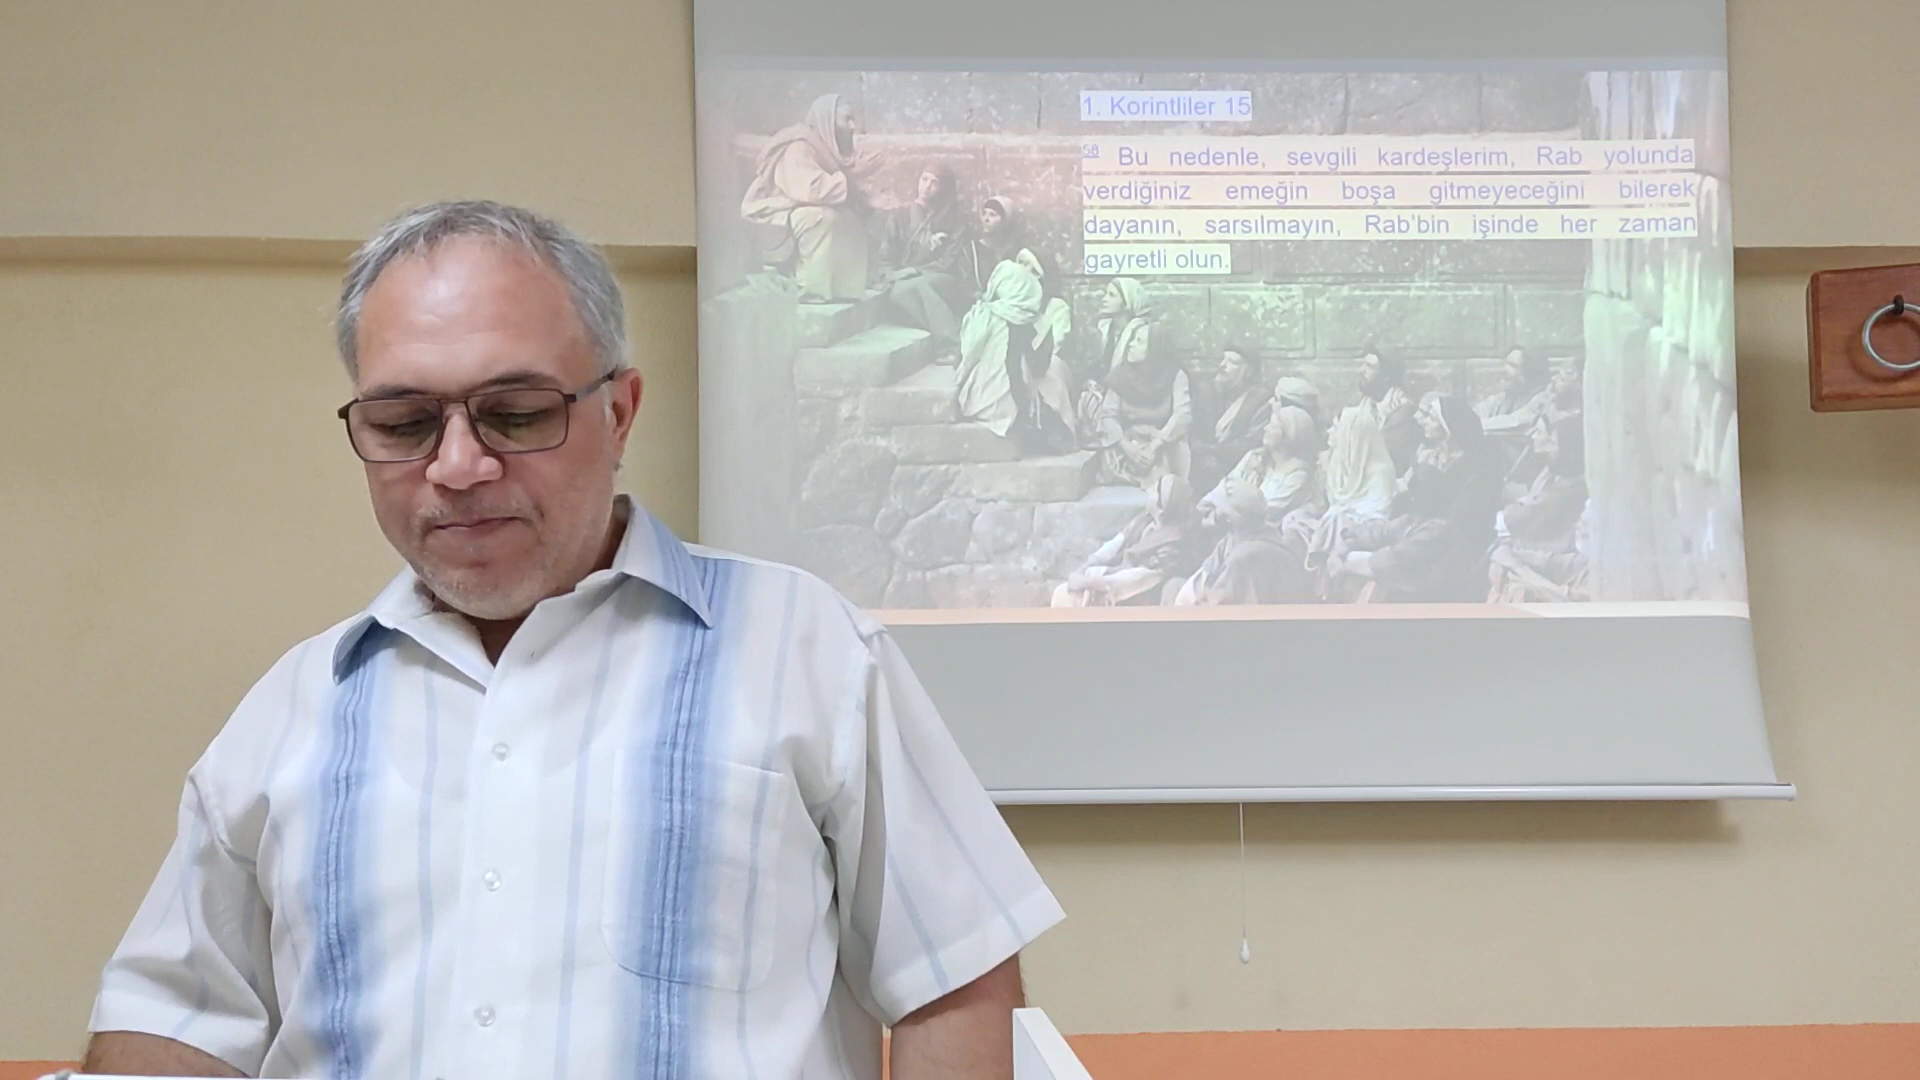 1. Korintliler 15
58 Bu nedenle, sevgili kardeşlerim, Rab yolunda
verdiğiniz emeğin boşa gitmeyeceğini bilerek
dayanın, sarsılmayın, Rab'bin işinde her zaman
gayretli olun.